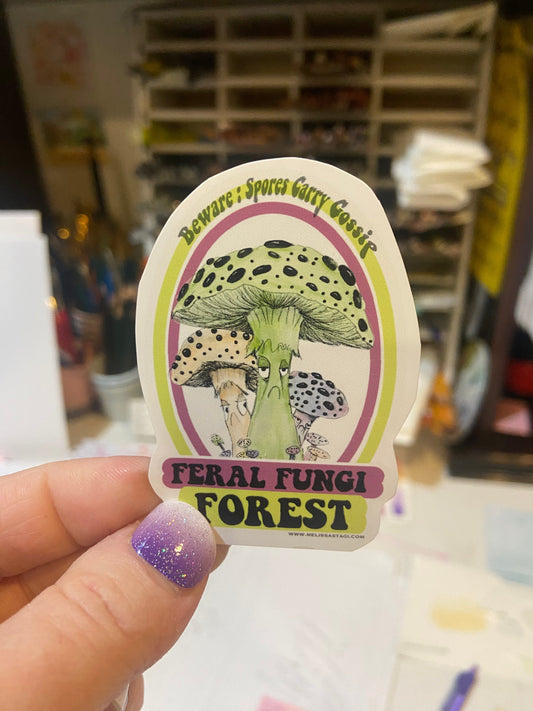 Beware: Spores Carry Gossip
FERAL FUNGI
FOREST
WWW.MELISSASTAGI.COM